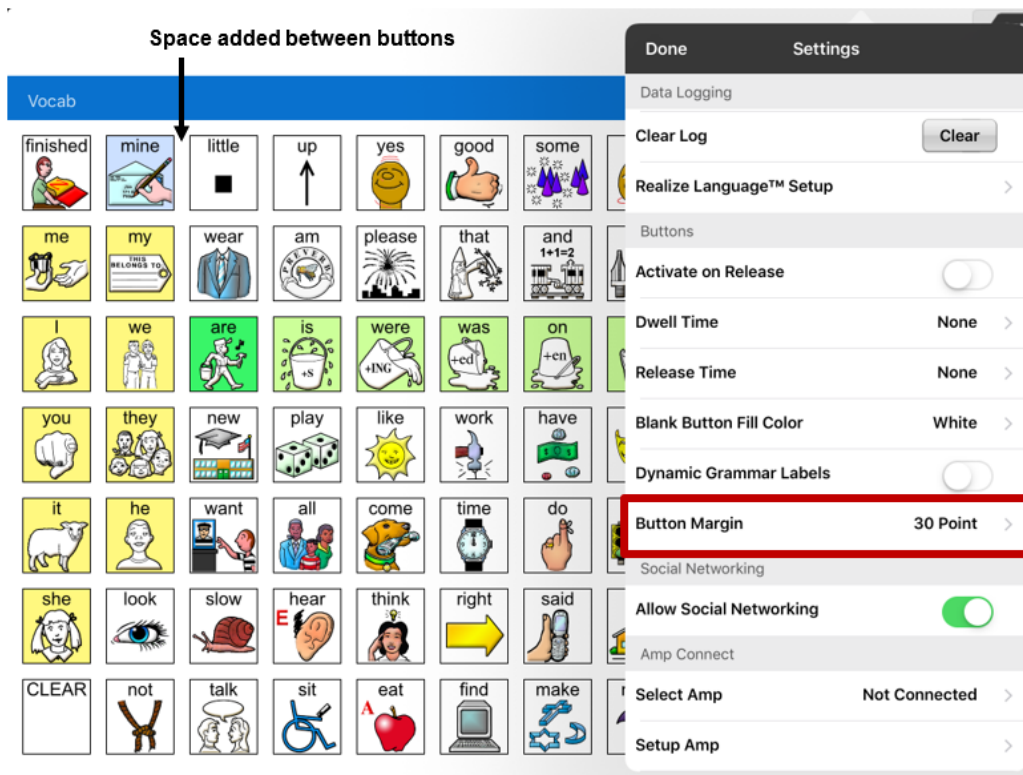 Space added between buttons
Vocab
finished mine little up yes good some
me my wear am please that and
THIS BELONGS TO
PREVERB
1+1=2
I we are is were was on
+S +ING +ed +en
you they new play like work have
it he want all come time do
she look slow hear think right said
E
CLEAR not talk sit eat find make
A
Done Settings
Data Logging
Clear Log Clear
Realize Language™ Setup
Buttons
Activate on Release
Dwell Time None
Release Time None
Blank Button Fill Color White
Dynamic Grammar Labels
Button Margin 30 Point
Social Networking
Allow Social Networking
Amp Connect
Select Amp Not Connected
Setup Amp